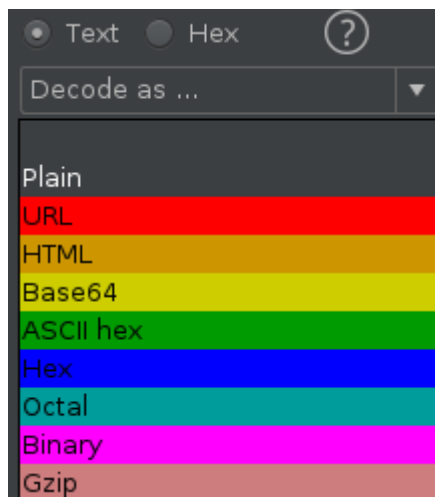 Text Hex ?
Decode as ...
Plain
URL
HTML
Base64
ASCII hex
Hex
Octal
Binary
Gzip